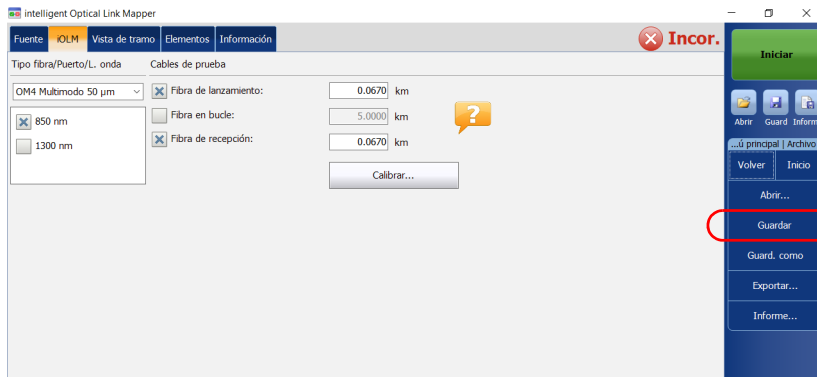 intelligent Optical Link Mapper
Fuente iOLM Vista de tramo Elementos Información
Incor.
Tipo fibra/Puerto/L. onda
Cables de prueba
OM4 Multimodo 50 µm
850 nm
1300 nm
Fibra de lanzamiento: 0.0670 km
Fibra en bucle: 5.0000 km
Fibra de recepción: 0.0670 km
?
Calibrar...
Iniciar
Abrir Guard Inform
...ú principal | Archivo
Volver Inicio
Abrir...
Guardar
Guard. como
Exportar...
Informe...